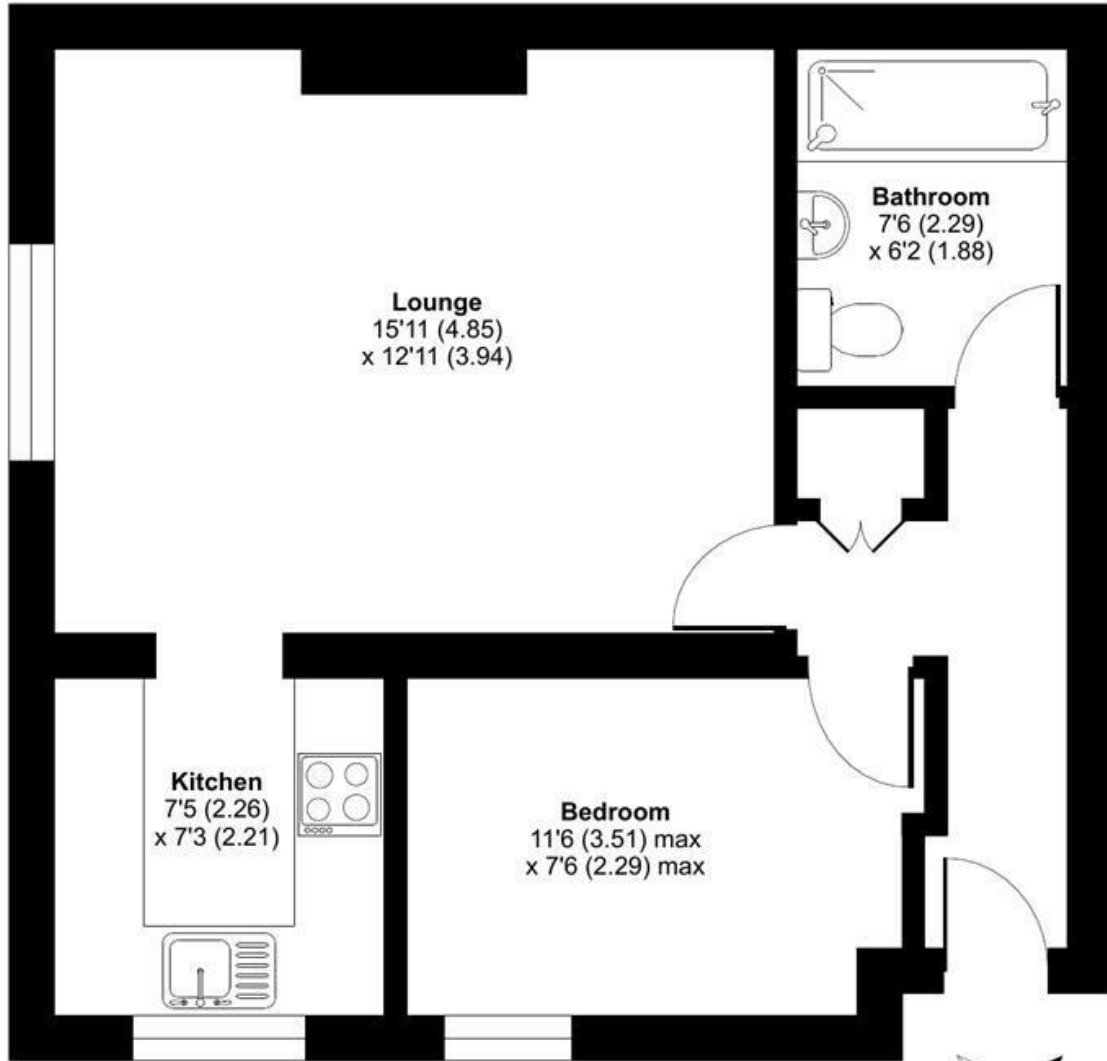 Bathroom
7'6 (2.29)
x 6'2 (1.88)
Lounge
15'11 (4.85)
x 12'11 (3.94)
Kitchen
7'5 (2.26)
x 7'3 (2.21)
Bedroom
11'6 (3.51) max
x 7'6 (2.29) max